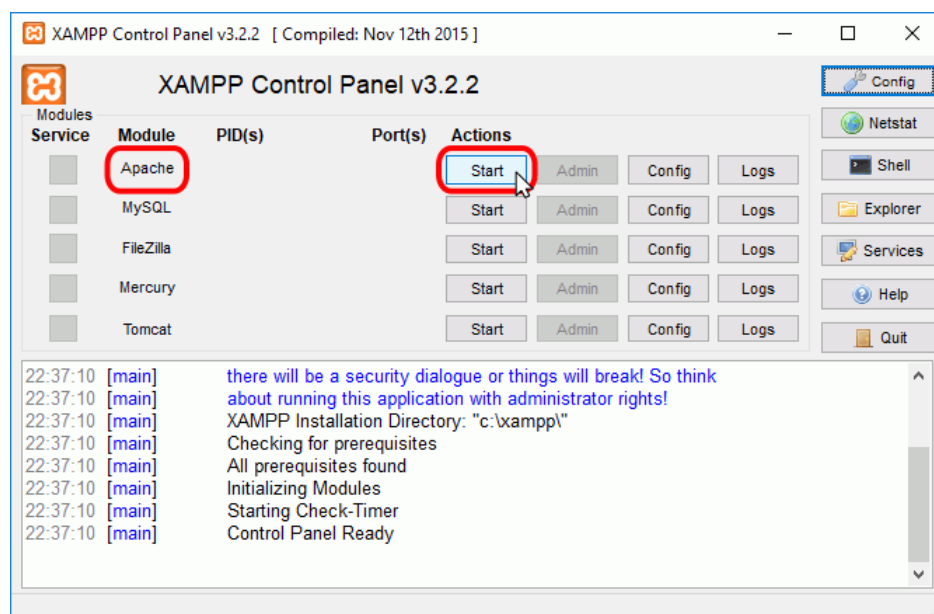 XAMPP Control Panel v3.2.2 [ Compiled: Nov 12th 2015 ]
XAMPP Control Panel v3.2.2
Config
Modules
Netstat
Service Module PID(s) Port(s) Actions
Apache Start Admin Config Logs
Shell
MySQL Start Admin Config Logs
Explorer
FileZilla Start Admin Config Logs
Services
Mercury Start Admin Config Logs
Help
Tomcat Start Admin Config Logs
Quit
22:37:10 [main] there will be a security dialogue or things will break! So think
22:37:10 [main] about running this application with administrator rights!
22:37:10 [main] XAMPP Installation Directory: "c:\xampp\"
22:37:10 [main] Checking for prerequisites
22:37:10 [main] All prerequisites found
22:37:10 [main] Initializing Modules
22:37:10 [main] Starting Check-Timer
22:37:10 [main] Control Panel Ready